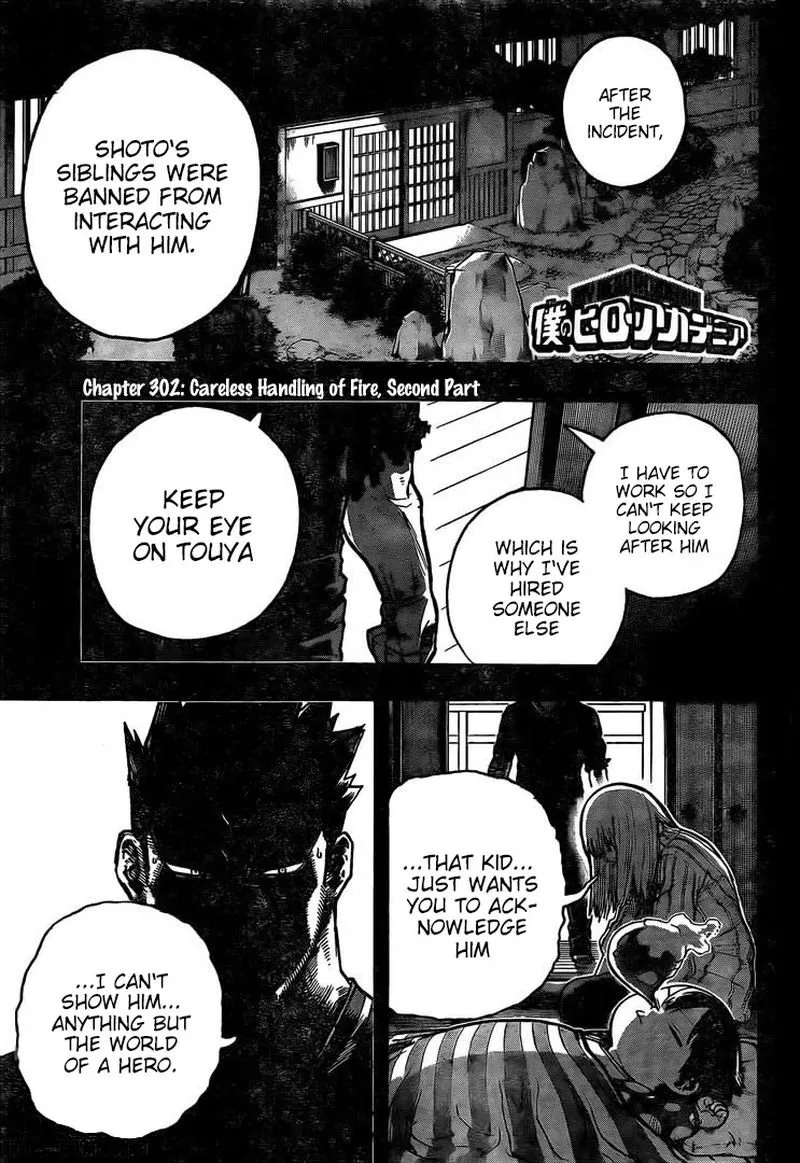 AFTER
THE
INCIDENT,
SHOTO'S
SIBLINGS WERE
BANNED FROM
INTERACTING
WITH HIM.
僕のヒーローアカデミア
Chapter 302: Careless Handling of Fire, Second Part
I HAVE TO
WORK SO I
CAN'T KEEP
LOOKING
AFTER HIM
WHICH IS
WHY I'VE
HIRED
SOMEONE
ELSE
KEEP
YOUR EYE
ON TOUYA
...THAT KID...
JUST WANTS
YOU TO ACK-
NOWLEDGE
HIM
...I CAN'T
SHOW HIM...
ANYTHING BUT
THE WORLD
OF A HERO.